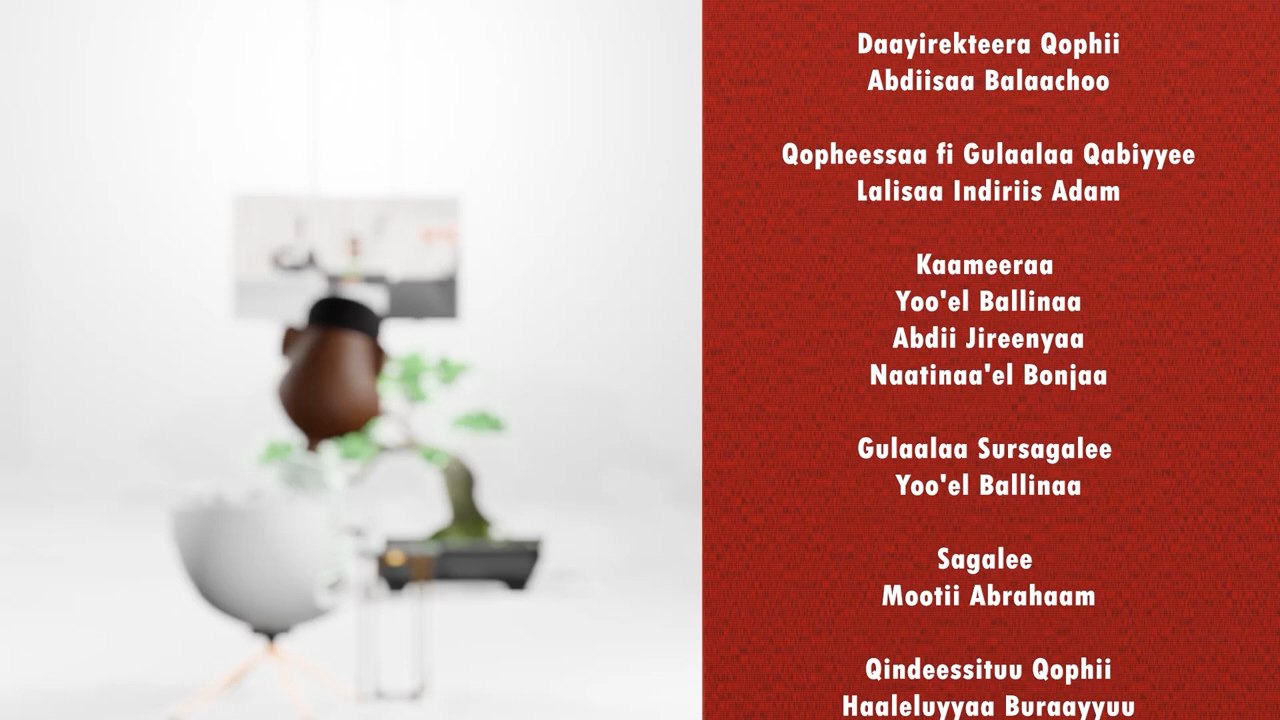 Daayirekteera Qophii
Abdiisaa Balaachoo
Qopheessaa fi Gulaalaa Qabiyyee
Lalisaa Indiriis Adam
Kaameeraa
Yoo'el Ballinaa
Abdii Jireenyaa
Naatinaa'el Bonjaa
Gulaalaa Sursagalee
Yoo'el Ballinaa
Sagalee
Mootii Abrahaam
Qindeessituu Qophii
Haaleluyyaa Buraayyuu